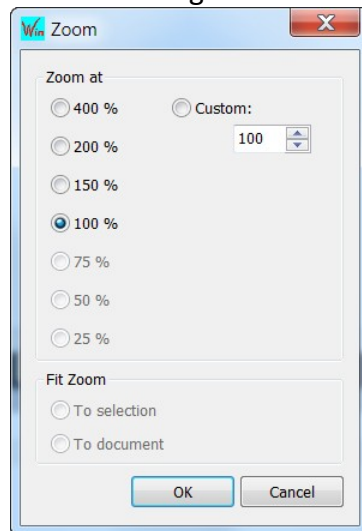 Win Zoom
Zoom at
400 % Custom:
200 % 100
150 %
100 %
75 %
50 %
25 %
Fit Zoom
To selection
To document
OK Cancel